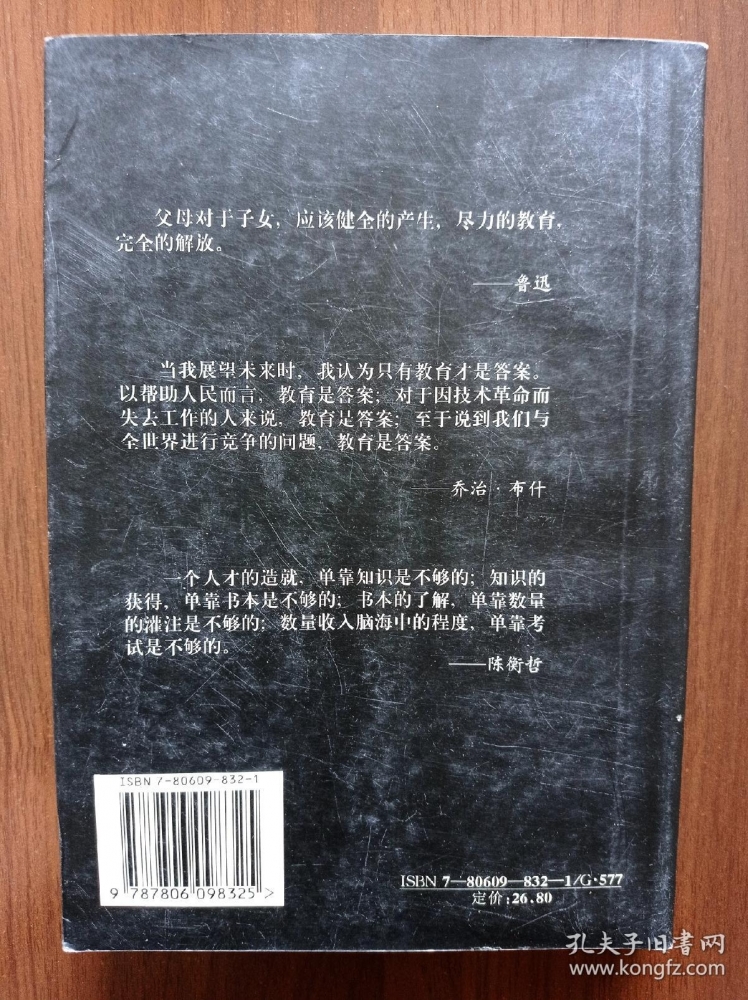 父母对于子女，应该健全的产生，尽力的教育，
完全的解放。
——鲁迅
当我展望未来时，我认为只有教育才是答案。
以帮助人民而言，教育是答案；对于因技术革命而
失去工作的人来说，教育是答案；至于说到我们与
全世界进行竞争的问题，教育是答案。
——乔治·布什
一个人才的造就，单靠知识是不够的；知识的
获得，单靠书本是不够的；书本的了解，单靠数量
的灌注是不够的；数量收入脑海中的程度，单靠考
试是不够的。
——陈衡哲
ISBN 7-80609-832-1
9 787806 098325 >
ISBN 7—80609—832—1/G·577
定价:26.80
孔夫子旧書网
www.kongfz.com